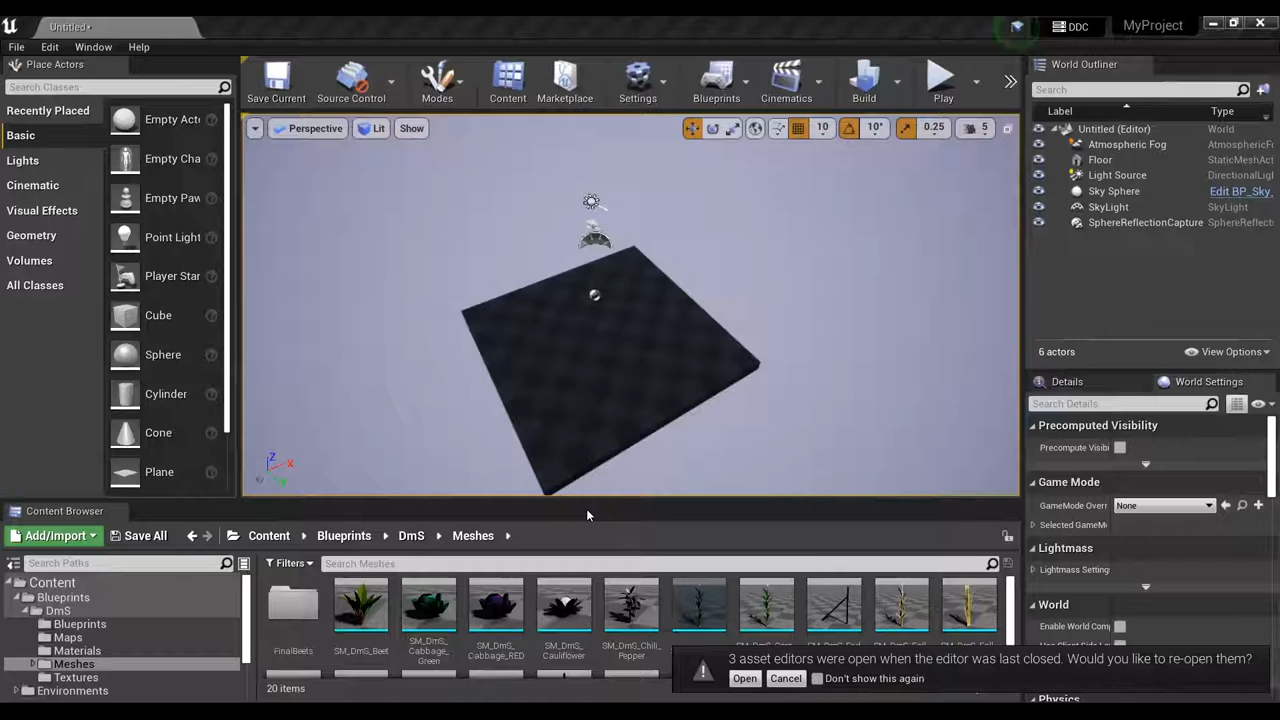 Untitled•
DDC
MyProject
File Edit Window Help
Place Actors
Search Classes
Recently Placed
Basic
Lights
Cinematic
Visual Effects
Geometry
Volumes
All Classes
Empty Acto
Empty Cha
Empty Paw
Point Light
Player Star
Cube
Sphere
Cylinder
Cone
Plane
Save Current
Source Control
Modes
Content
Marketplace
Settings
Blueprints
Cinematics
Build
Play
Perspective
Lit
Show
10
10°
0.25
5
Z
X
World Outliner
Search
Label Type
Untitled (Editor) World
Atmospheric Fog AtmosphericFo
Floor StaticMeshAct
Light Source DirectionalLigh
Sky Sphere Edit BP_Sky_
SkyLight SkyLight
SphereReflectionCapture SphereReflecti
6 actors View Options
Details World Settings
Search Details
Precomputed Visibility
Precompute Visibi
Game Mode
GameMode Overr None
Selected GameMo
Lightmass
Lightmass Setting
World
Enable World Comp
Physics
Content Browser
Add/Import Save All Content Blueprints DmS Meshes
Search Paths
Filters Search Meshes
Content
Blueprints
DmS
Blueprints
Maps
Materials
Meshes
Textures
Environments
FinalBeets
SM_DmS_Beet
SM_DmS_Cabbage_Green
SM_DmS_Cabbage_RED
SM_DmS_Cauliflower
SM_DmS_Chili_Pepper
20 items
3 asset editors were open when the editor was last closed. Would you like to re-open them?
Open Cancel Don't show this again